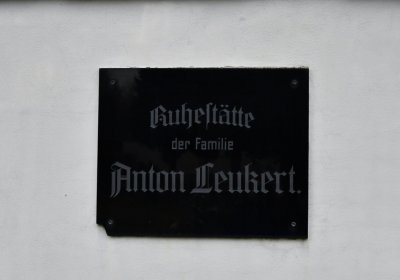 Ruheſtätte
der Familie
Anton Leukert.